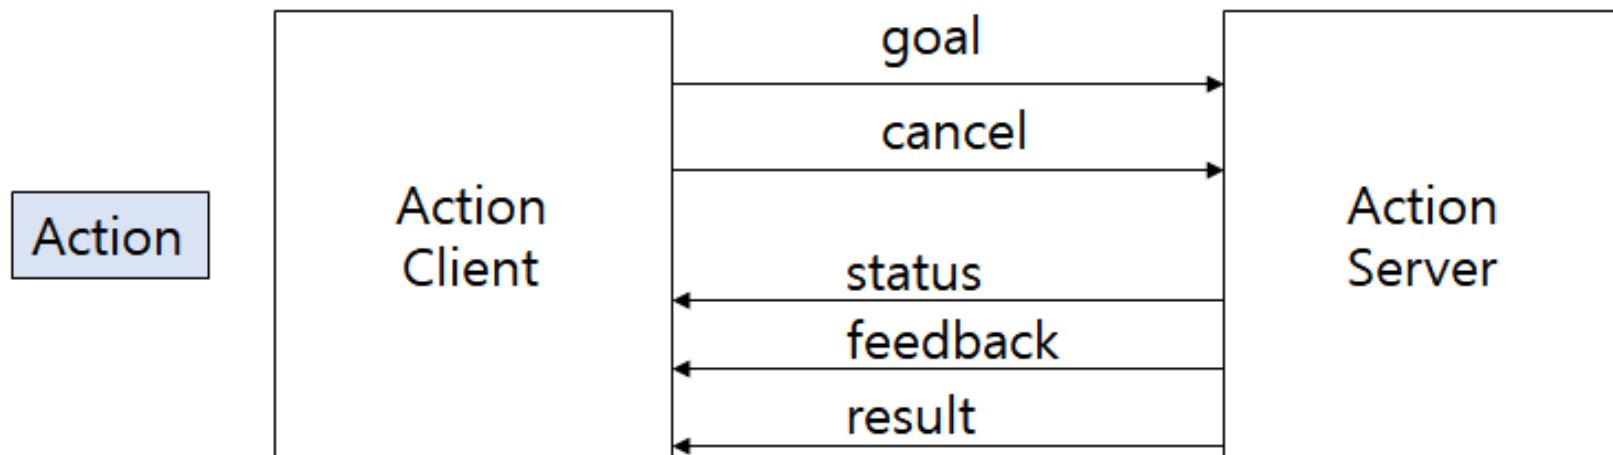 Action
Action
Client
goal
cancel
status
feedback
result
Action
Server